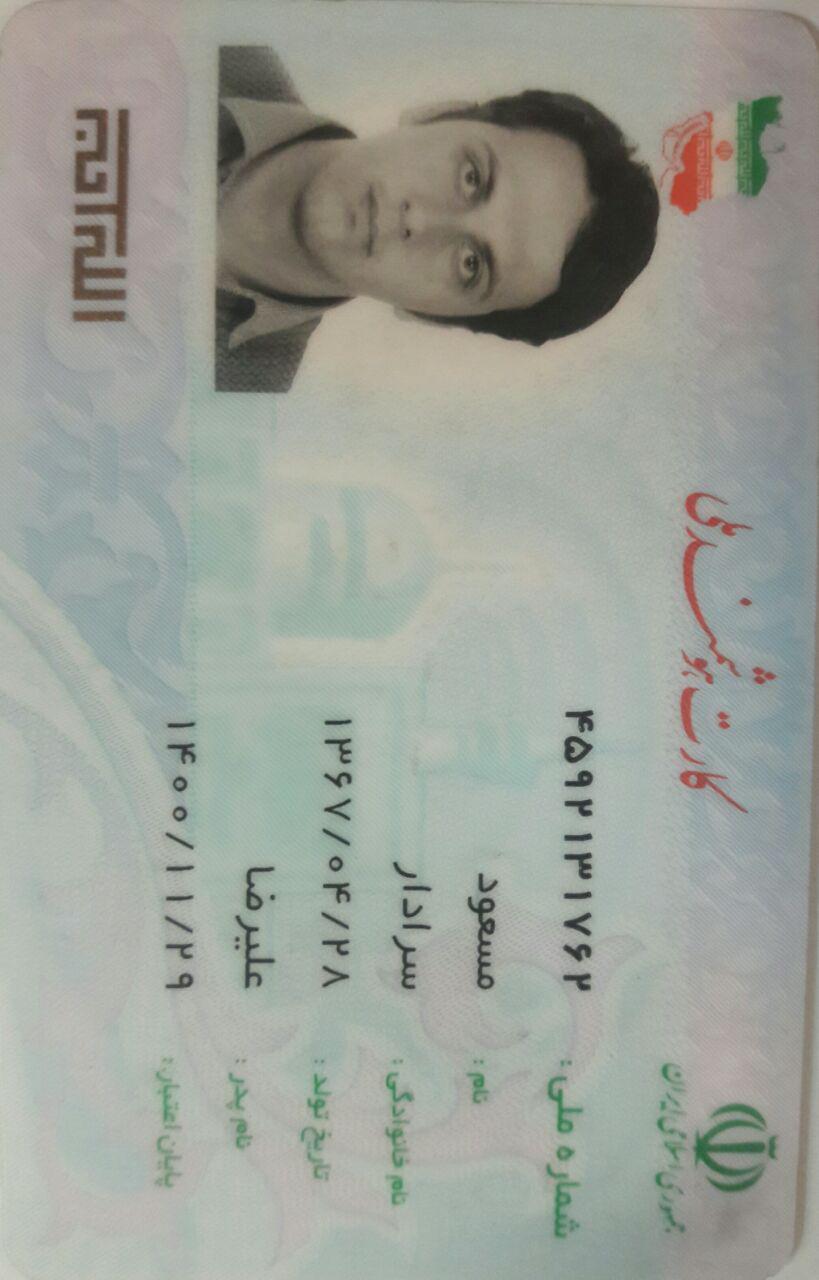 جمهوری اسلامی ایران
کارت هوشمند ملی
شماره ملی: ۴۵۹۲۱۳۱۷۶۲
نام: مسعود
نام خانوادگی: سرادار
تاریخ تولد: ۱۳۶۷/۰۴/۲۸
نام پدر: علیرضا
پایان اعتبار: ۱۴۰۰/۱۱/۲۹